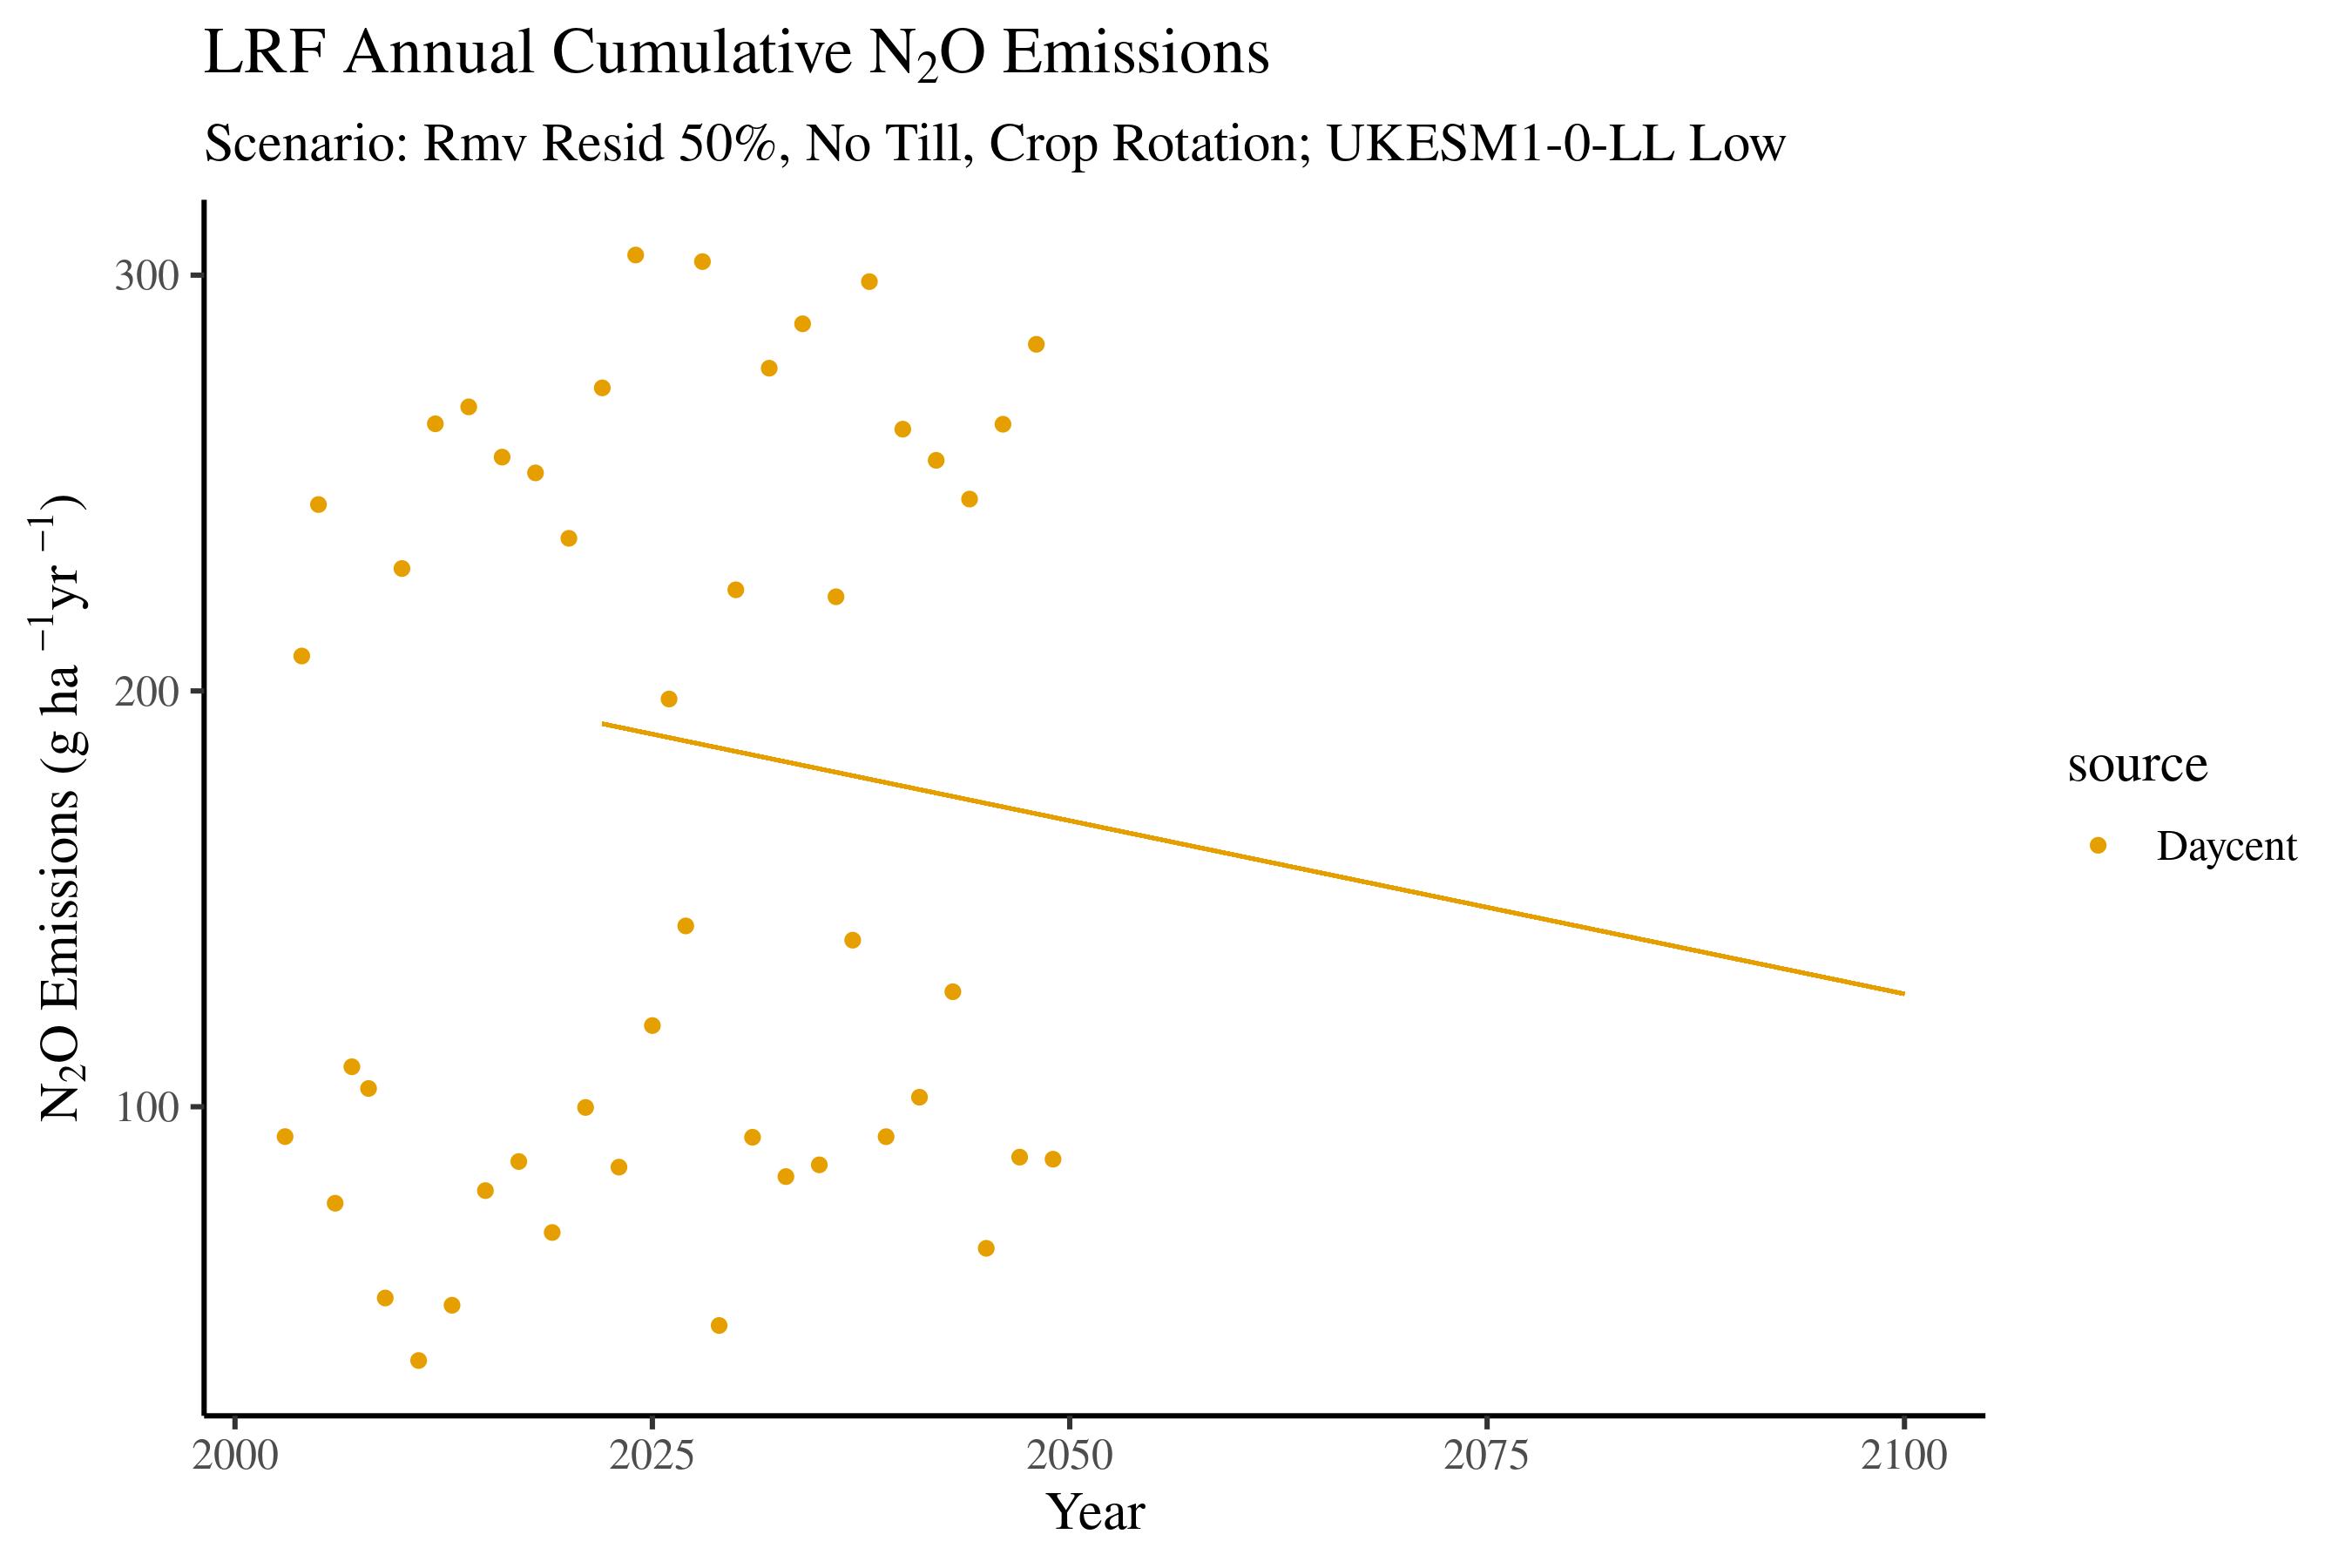 LRF Annual Cumulative N₂O Emissions
Scenario: Rmv Resid 50%, No Till, Crop Rotation; UKESM1-0-LL Low
N₂O Emissions (g ha⁻¹yr⁻¹)
300
200
100
2000
2025
2050
2075
2100
Year
source
Daycent